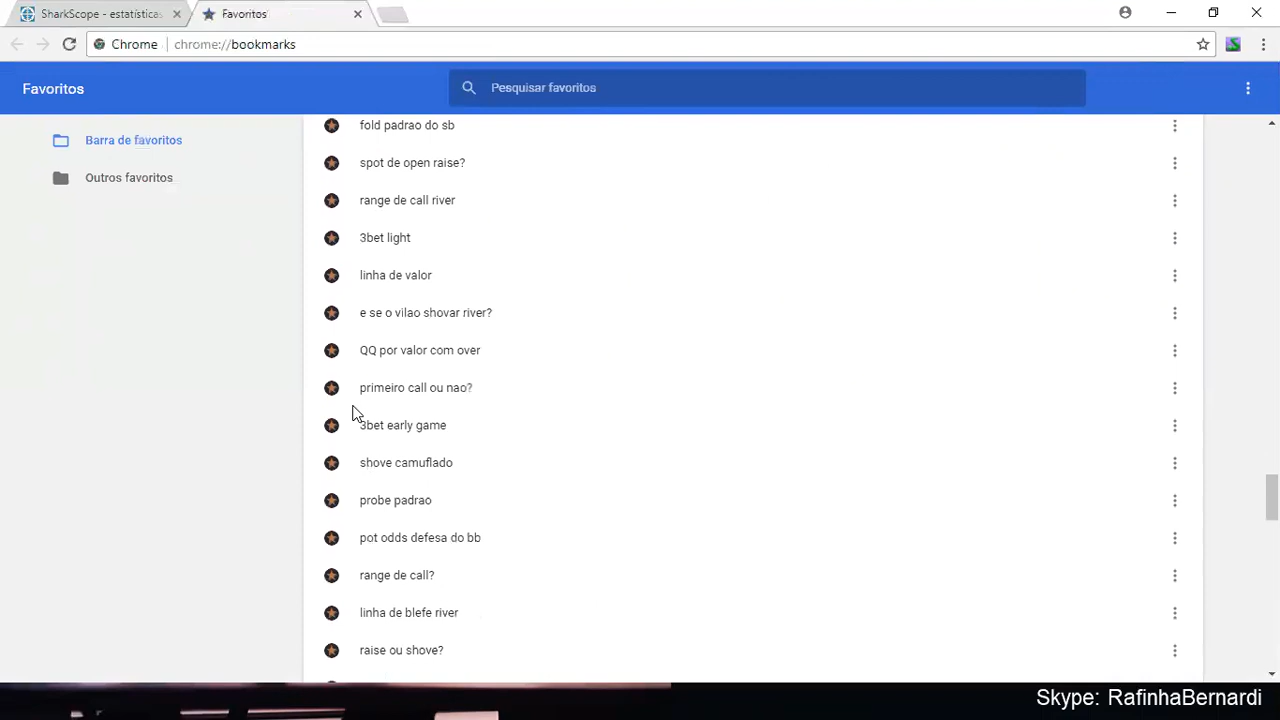 SharkScope - estatísticas
Favoritos
Chrome chrome://bookmarks
Favoritos
Pesquisar favoritos
Barra de favoritos
Outros favoritos
fold padrao do sb
spot de open raise?
range de call river
3bet light
linha de valor
e se o vilao shovar river?
QQ por valor com over
primeiro call ou nao?
3bet early game
shove camuflado
probe padrao
pot odds defesa do bb
range de call?
linha de blefe river
raise ou shove?
Skype: RafinhaBernardi